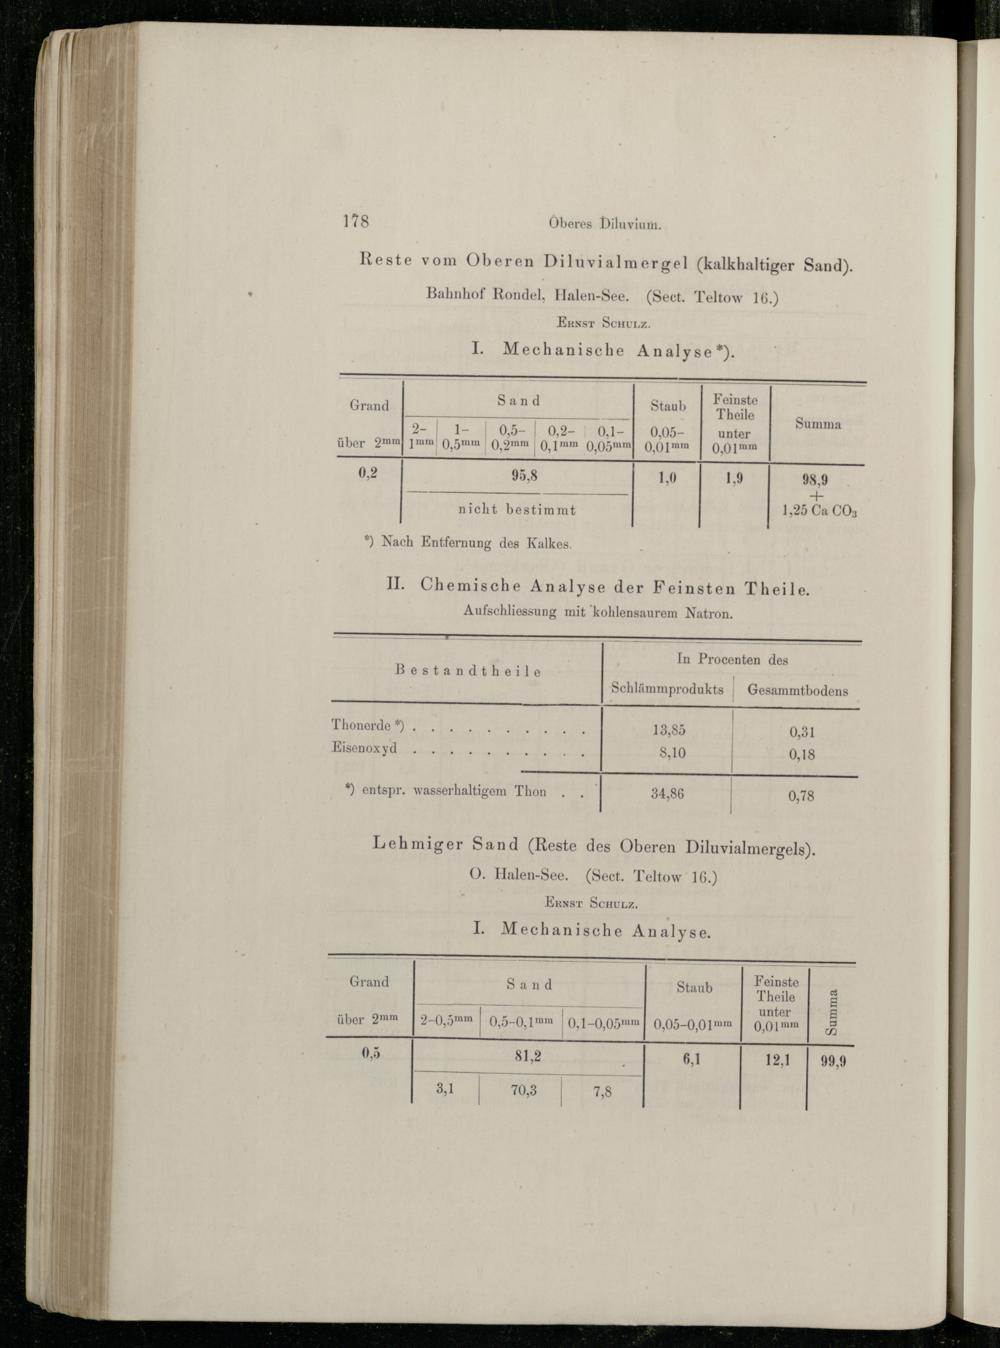 178 Oberes Diluvium.
Reste vom Oberen Diluvialmergel (kalkhaltiger Sand).
Bahnhof Rondel, Halen-See. (Sect. Teltow 16.)
ERNST SCHULZ.
I. Mechanische Analyse*).
Grand Sand Staub Feinste Theile Summa
über 2mm 2-1mm 1-0,5mm 0,5-0,2mm 0,2-0,1mm 0,1-0,05mm 0,05-0,01mm unter 0,01mm
0,2 95,8 1,0 1,9 98,9
+
nicht bestimmt 1,25 Ca CO3
*) Nach Entfernung des Kalkes.
II. Chemische Analyse der Feinsten Theile.
Aufschliessung mit kohlensaurem Natron.
Bestandtheile In Procenten des
Schlämmprodukts Gesammtbodens
Thonerde *) . . . . . . . . . . 13,85 0,31
Eisenoxyd . . . . . . . . . . 8,10 0,18
*) entspr. wasserhaltigem Thon . . 34,86 0,78
Lehmiger Sand (Reste des Oberen Diluvialmergels).
O. Halen-See. (Sect. Teltow 16.)
ERNST SCHULZ.
I. Mechanische Analyse.
Grand Sand Staub Feinste Theile Summa
über 2mm 2-0,5mm 0,5-0,1mm 0,1-0,05mm 0,05-0,01mm unter 0,01mm
0,5 81,2 6,1 12,1 99,9
3,1 70,3 7,8